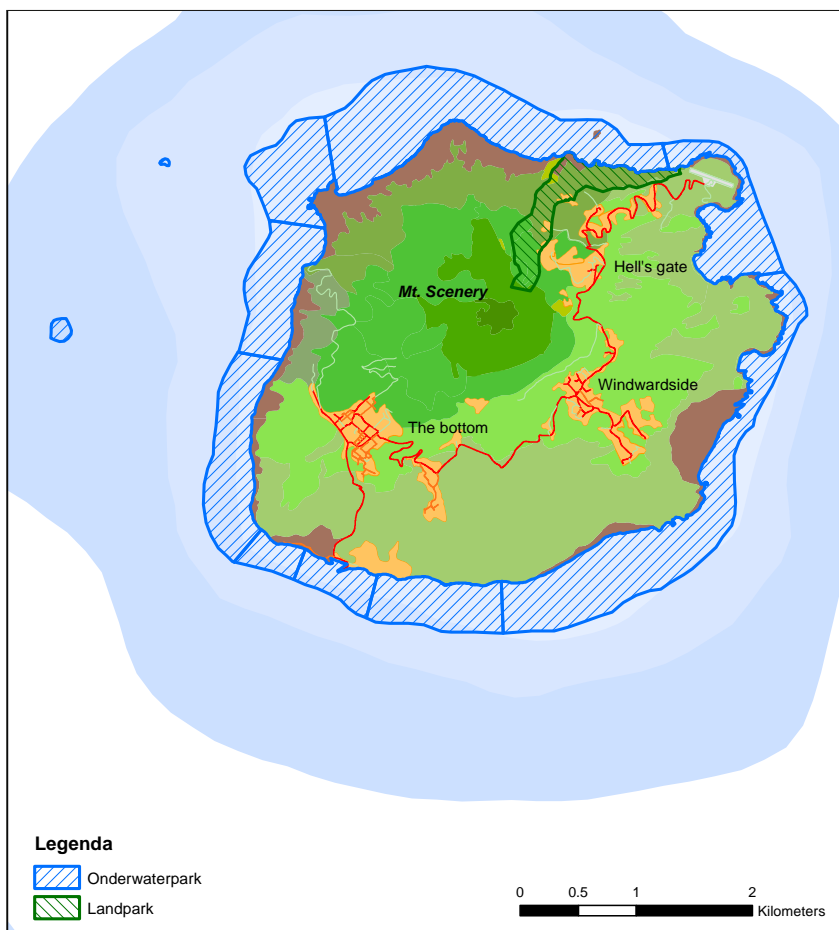 Hell's gate
Mt. Scenery
Windwardside
The bottom
Legenda
Onderwaterpark
Landpark
0 0.5 1 2
Kilometers